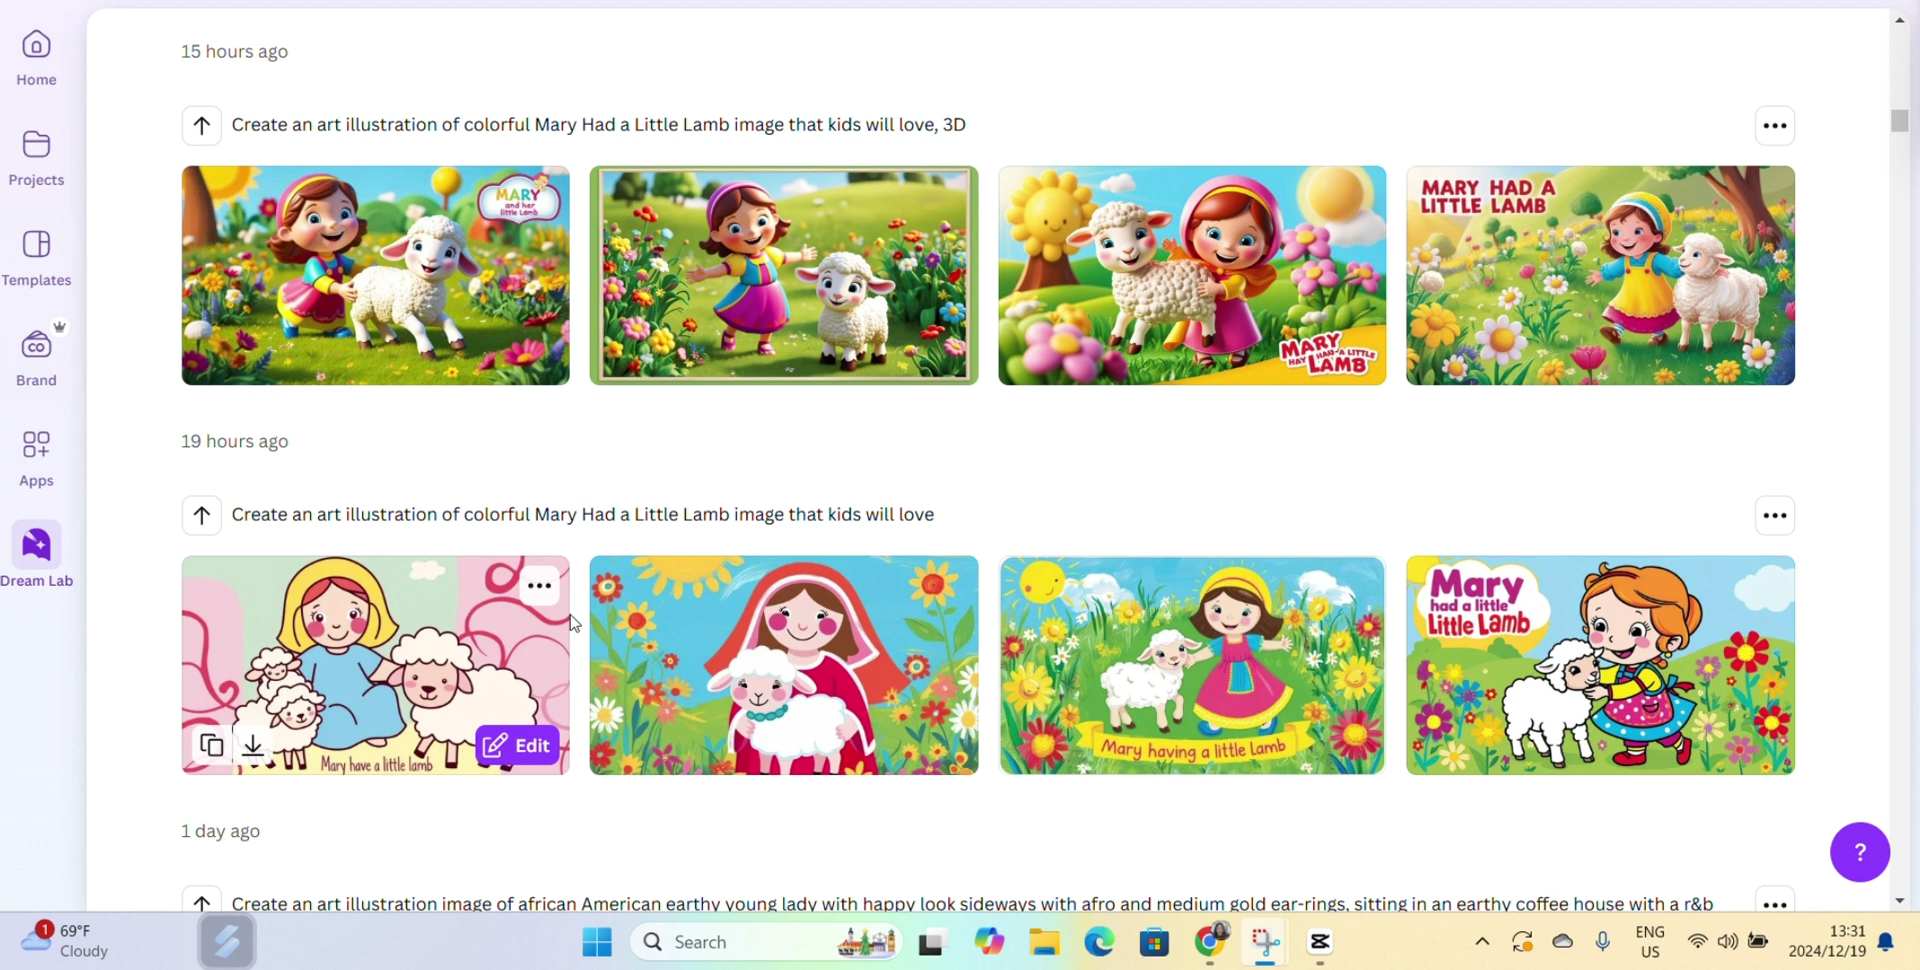 15 hours ago
Home
Create an art illustration of colorful Mary Had a Little Lamb image that kids will love, 3D
Projects
MARY
and her
little Lamb
MARY HAD A
LITTLE LAMB
Templates
MARY
HAY HAS-A LITTLE
LAMB
Brand
19 hours ago
Apps
Create an art illustration of colorful Mary Had a Little Lamb image that kids will love
Dream Lab
Mary
had a little
Little Lamb
Edit
Mary have a little lamb
Mary having a little lamb
1 day ago
?
Create an art illustration image of african American earthy young lady with happy look sideways with afro and medium gold ear-rings, sitting in an earthy coffee house with a r&b
1
69°F
Cloudy
Search
ENG
US
13:31
2024/12/19